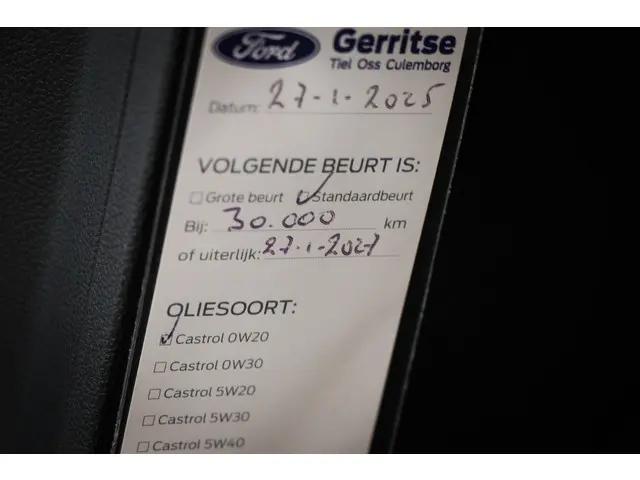 Ford Gerritse
Tiel Oss Culemborg
Datum: 27-1-2025
VOLGENDE BEURT IS:
Grote beurt Standaardbeurt
Bij: 30.000 km
of uiterlijk: 27-1-2027
OLIESOORT:
Castrol 0W20
Castrol 0W30
Castrol 5W20
Castrol 5W30
Castrol 5W40